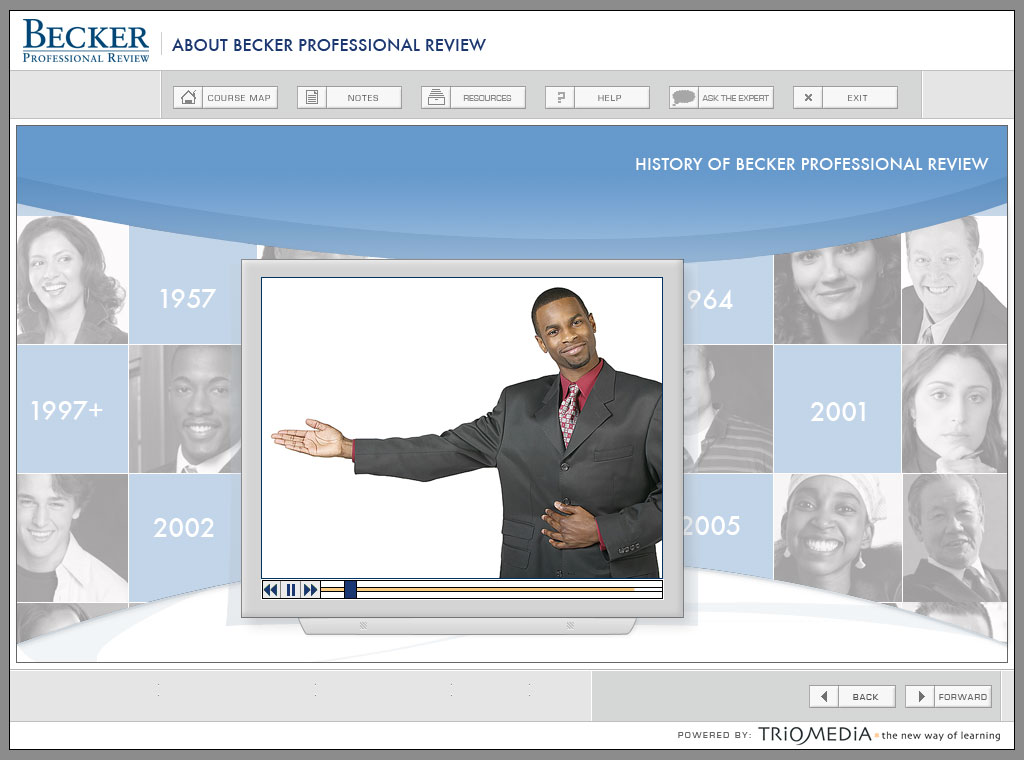 BECKER
PROFESSIONAL REVIEW
ABOUT BECKER PROFESSIONAL REVIEW
COURSE MAP
NOTES
RESOURCES
? HELP
ASK THE EXPERT
× EXIT
HISTORY OF BECKER PROFESSIONAL REVIEW
1957
964
1997+
2001
2002
2005
BACK
FORWARD
POWERED BY: TRiOMEDiA the new way of learning